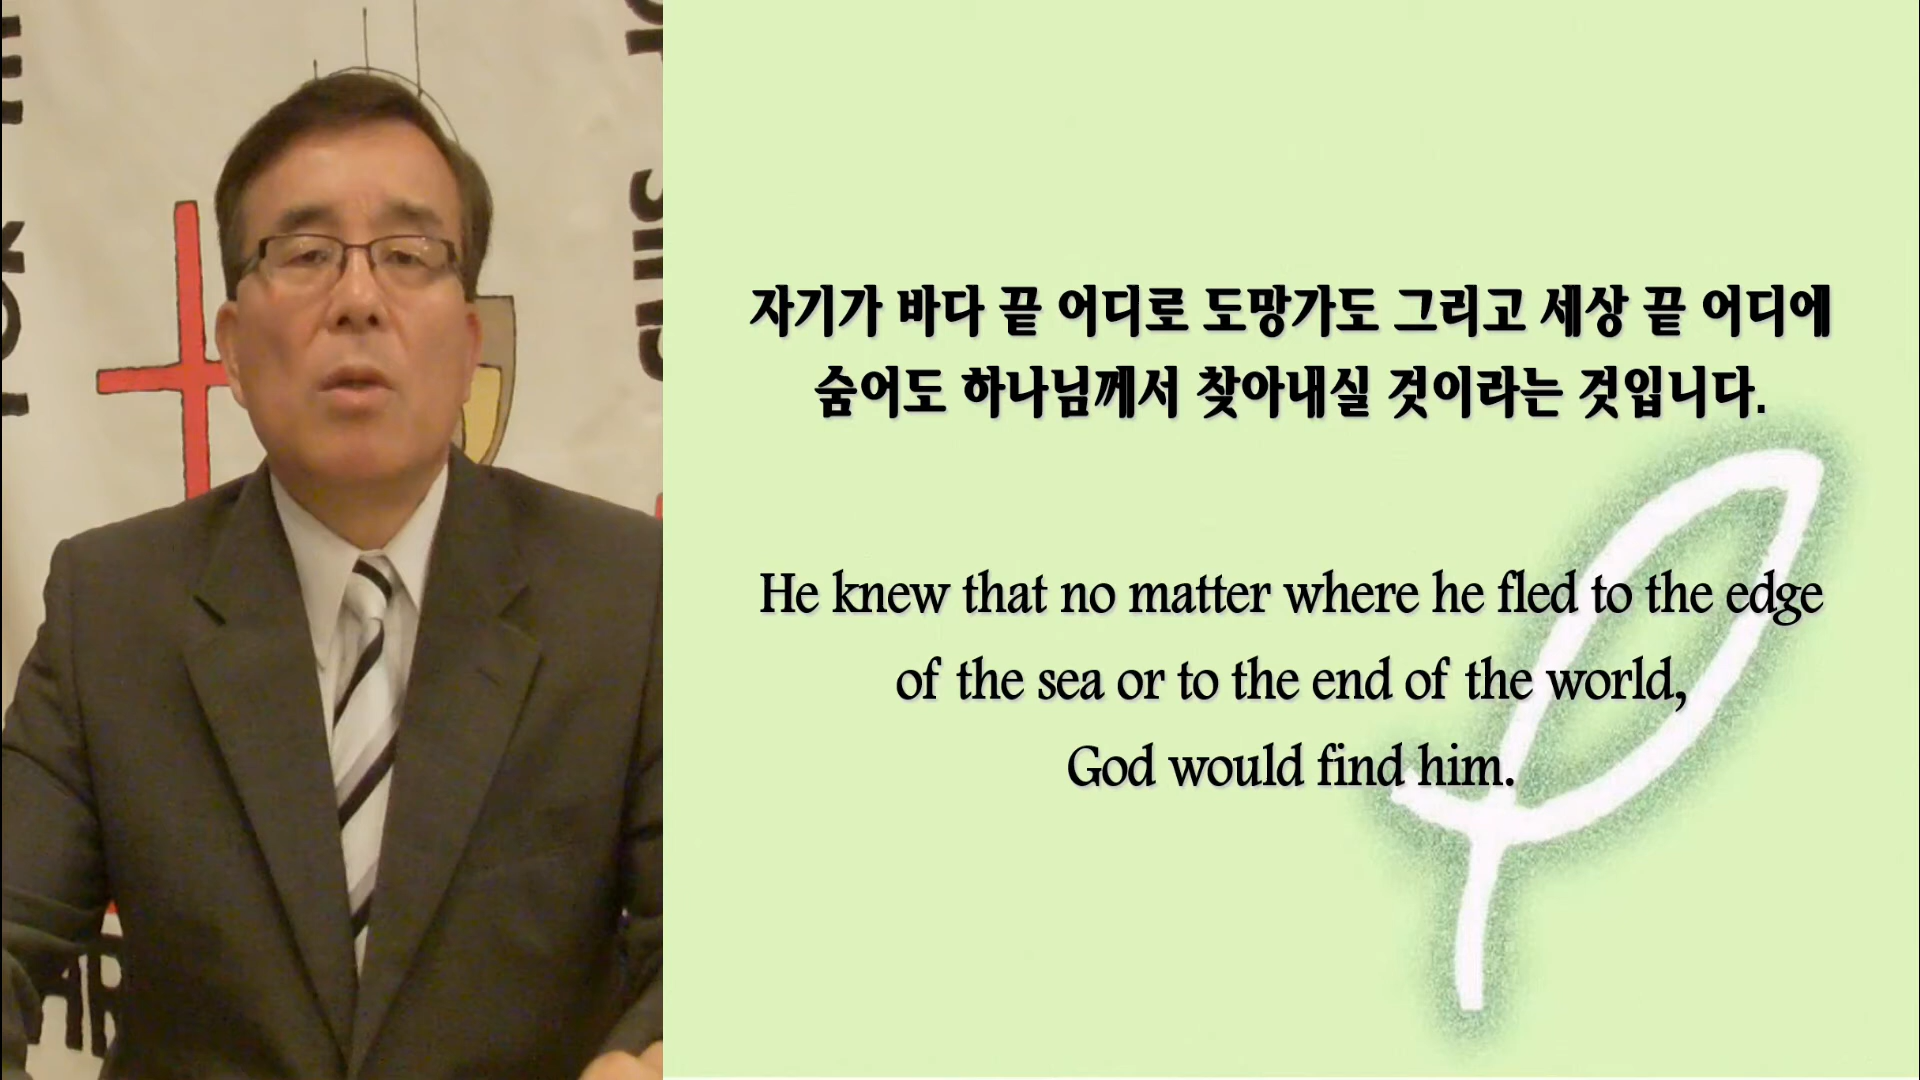 자기가 바다 끝 어디로 도망가도 그리고 세상 끝 어디에
숨어도 하나님께서 찾아내실 것이라는 것입니다.
He knew that no matter where he fled to the edge
of the sea or to the end of the world,
God would find him.